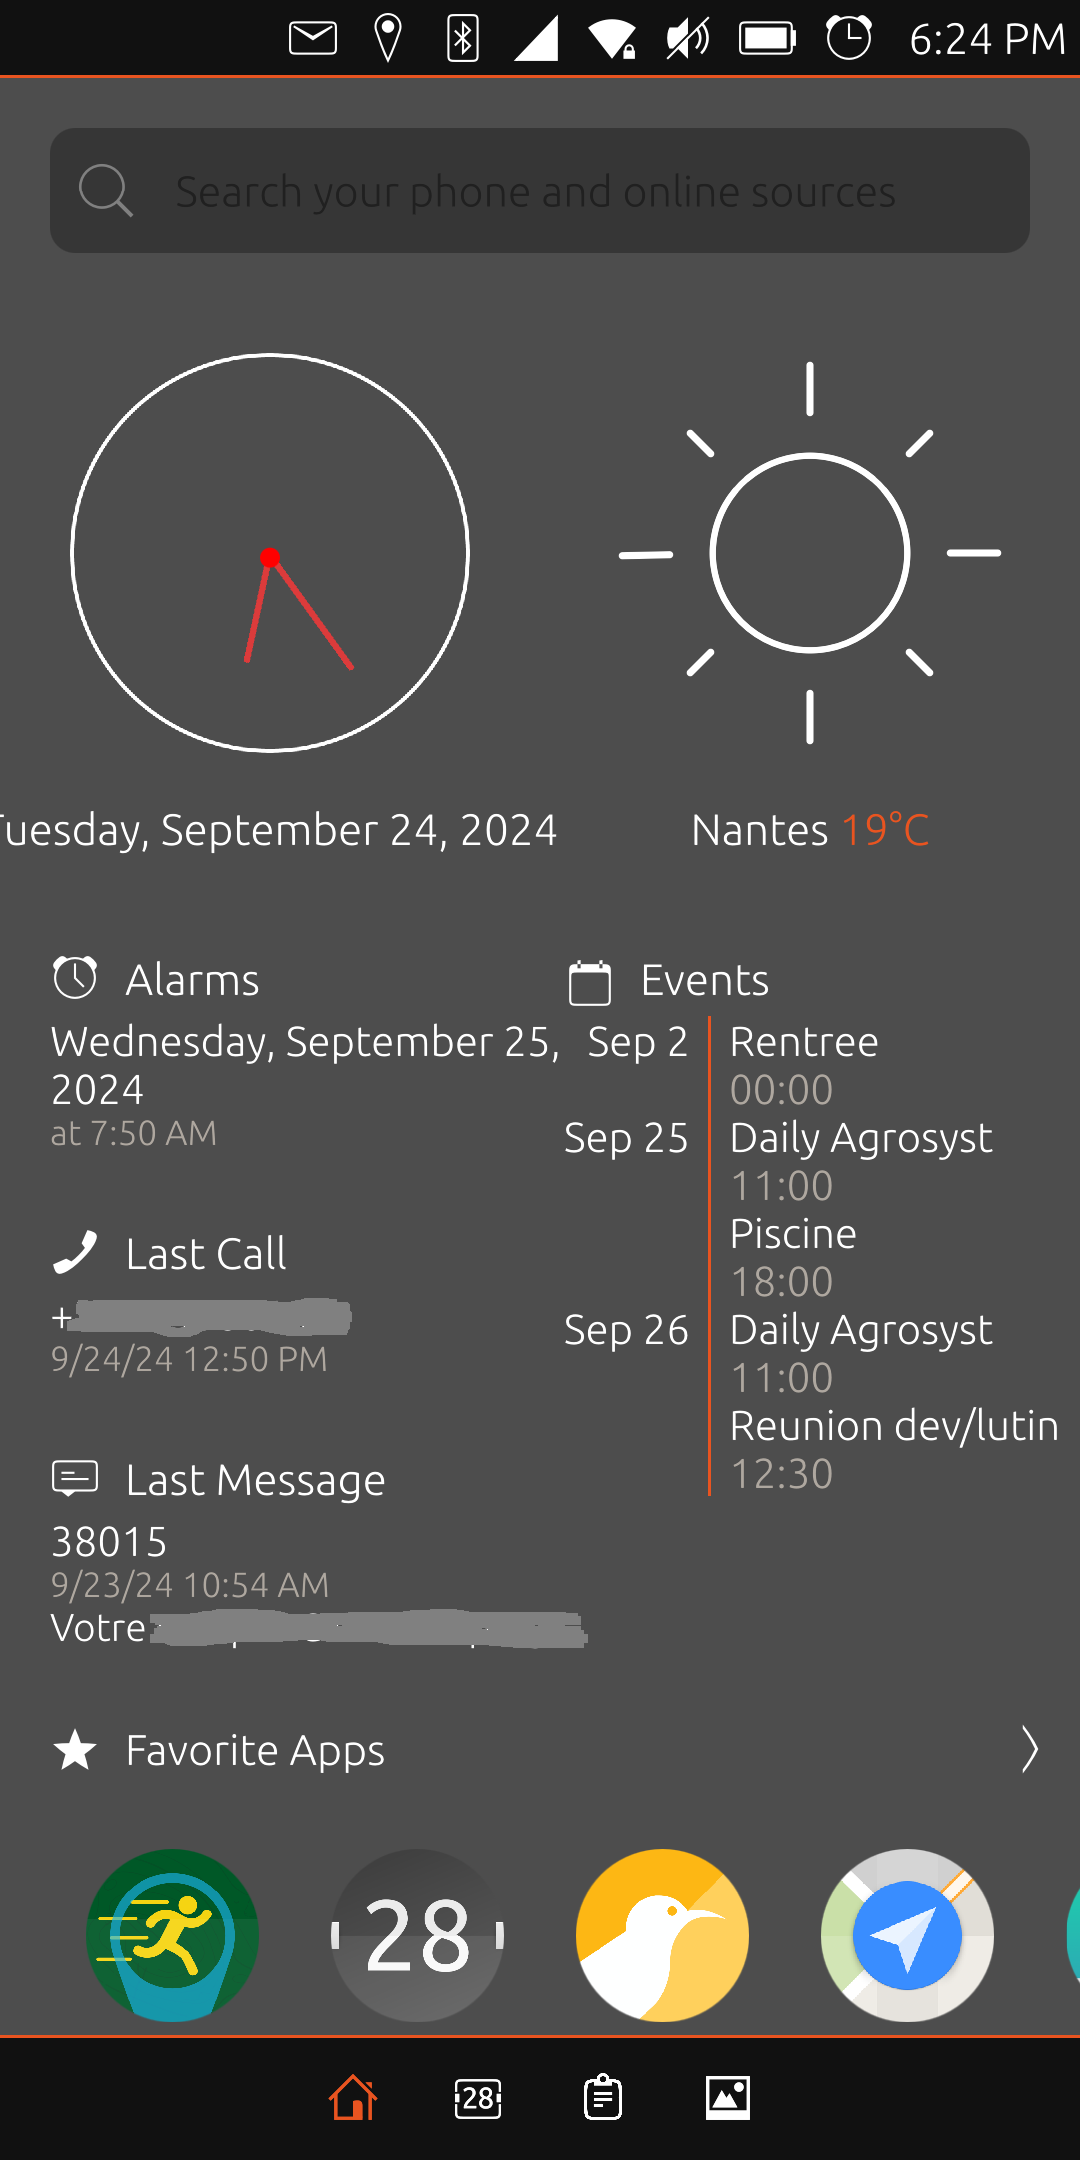 6:24 PM
Search your phone and online sources
Tuesday, September 24, 2024
Nantes 19°C
Alarms
Wednesday, September 25,
2024
at 7:50 AM
Last Call
+
9/24/24 12:50 PM
Last Message
38015
9/23/24 10:54 AM
Votre
Events
Sep 2 Rentree
00:00
Sep 25 Daily Agrosyst
11:00
Piscine
18:00
Sep 26 Daily Agrosyst
11:00
Reunion dev/lutin
12:30
Favorite Apps
28
28